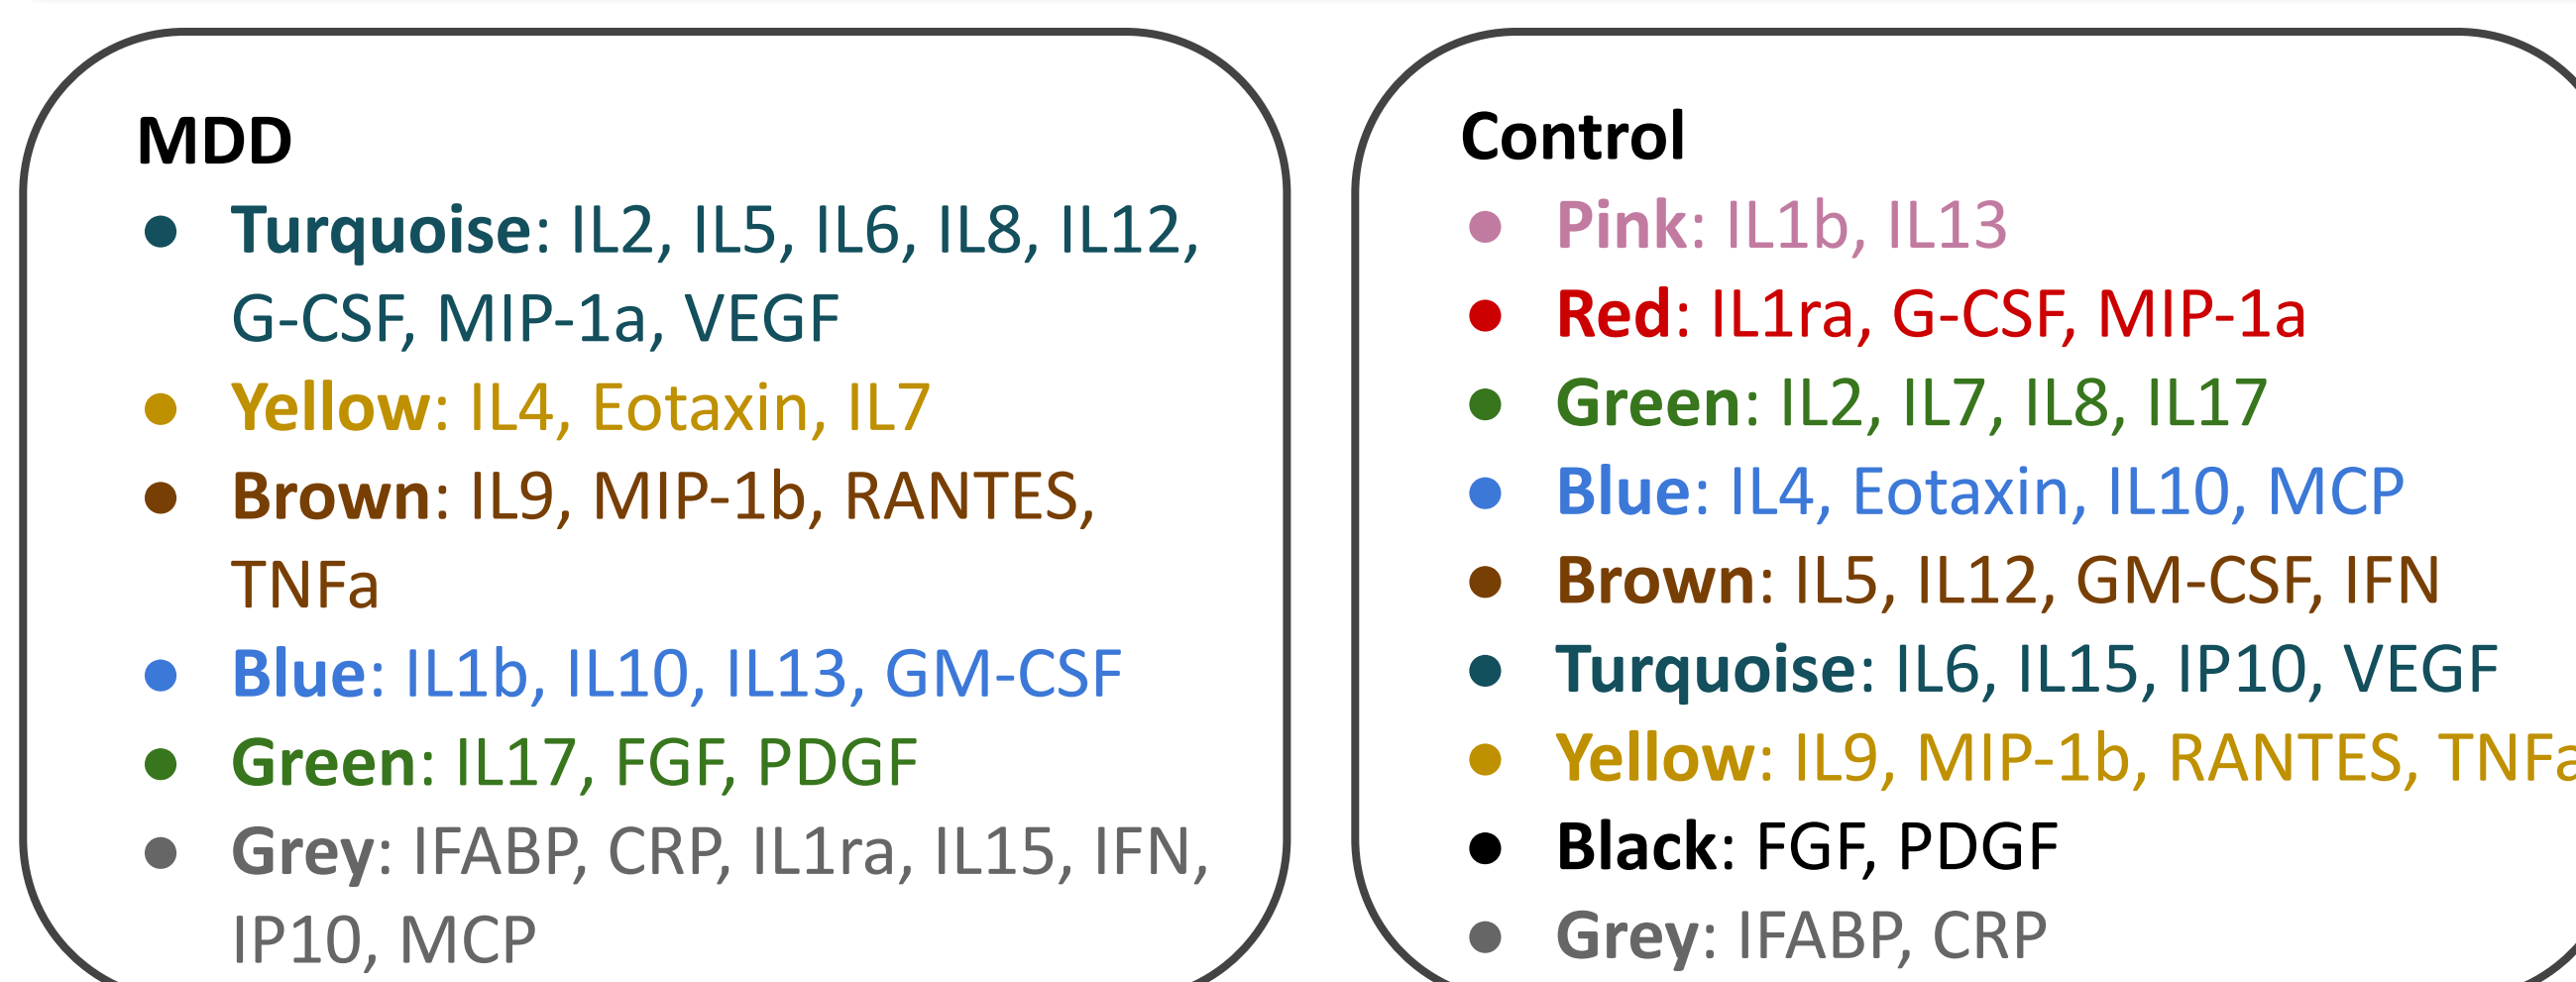 MDD
● Turquoise: IL2, IL5, IL6, IL8, IL12,
G-CSF, MIP-1a, VEGF
● Yellow: IL4, Eotaxin, IL7
● Brown: IL9, MIP-1b, RANTES,
TNFa
● Blue: IL1b, IL10, IL13, GM-CSF
● Green: IL17, FGF, PDGF
● Grey: IFABP, CRP, IL1ra, IL15, IFN,
IP10, MCP
Control
● Pink: IL1b, IL13
● Red: IL1ra, G-CSF, MIP-1a
● Green: IL2, IL7, IL8, IL17
● Blue: IL4, Eotaxin, IL10, MCP
● Brown: IL5, IL12, GM-CSF, IFN
● Turquoise: IL6, IL15, IP10, VEGF
● Yellow: IL9, MIP-1b, RANTES, TNFa
● Black: FGF, PDGF
● Grey: IFABP, CRP